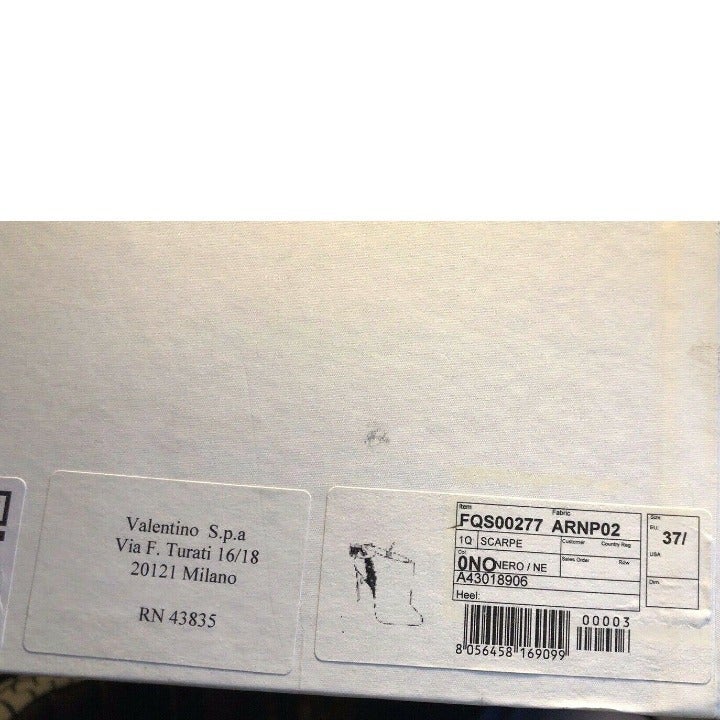 Valentino S.p.a
Via F. Turati 16/18
20121 Milano
RN 43835
Item Fabric
FQS00277 ARNP02
1Q SCARPE Customer Country Reg
Col. Sales Order Row
0NO NERO / NE
A43018906
Heel:
Size
EU: 37/
USA
Dim.
00003
8 056458 169099